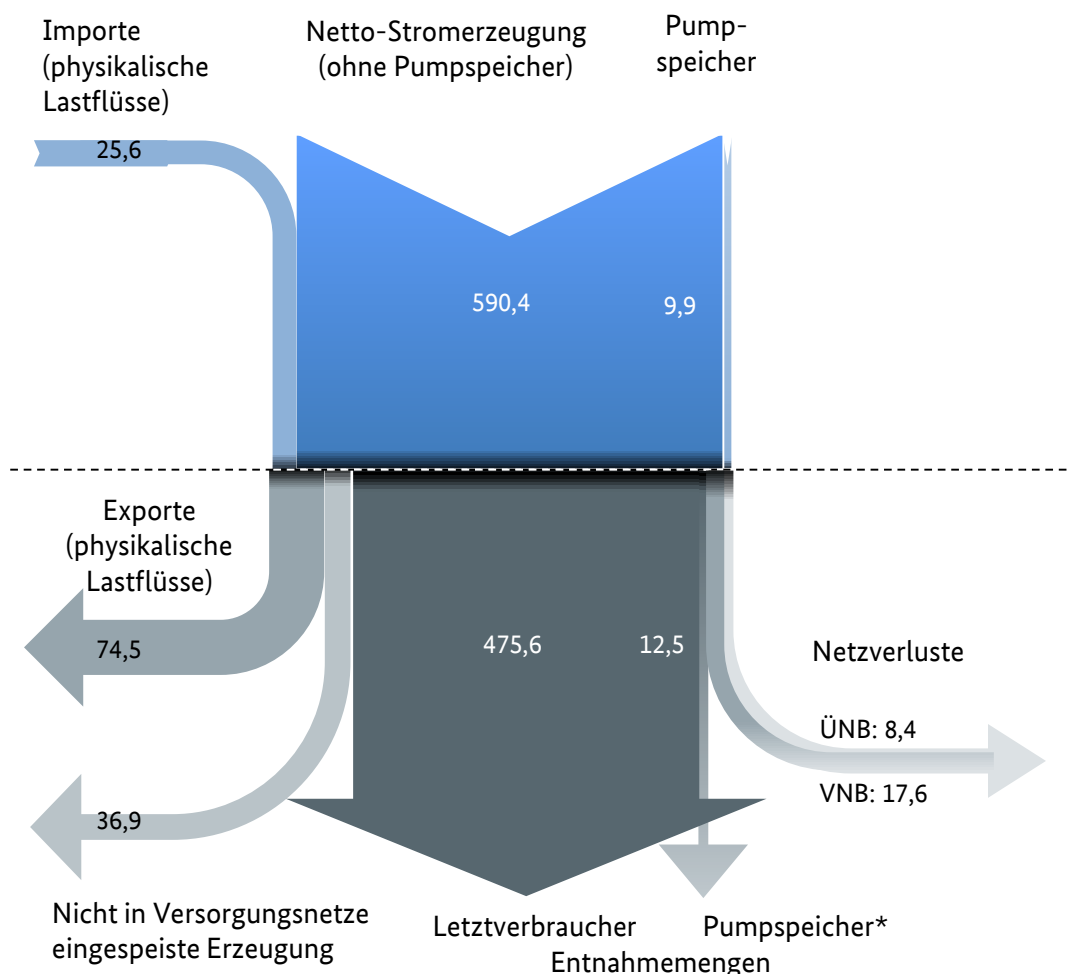 Importe
(physikalische
Lastflüsse)
Netto-Stromerzeugung
(ohne Pumpspeicher)
Pump-
speicher
25,6
590,4
9,9
Exporte
(physikalische
Lastflüsse)
74,5
475,6
12,5
Netzverluste
ÜNB: 8,4
VNB: 17,6
36,9
Nicht in Versorgungsnetze
eingespeiste Erzeugung
Letztverbraucher
Pumpspeicher*
Entnahmemengen